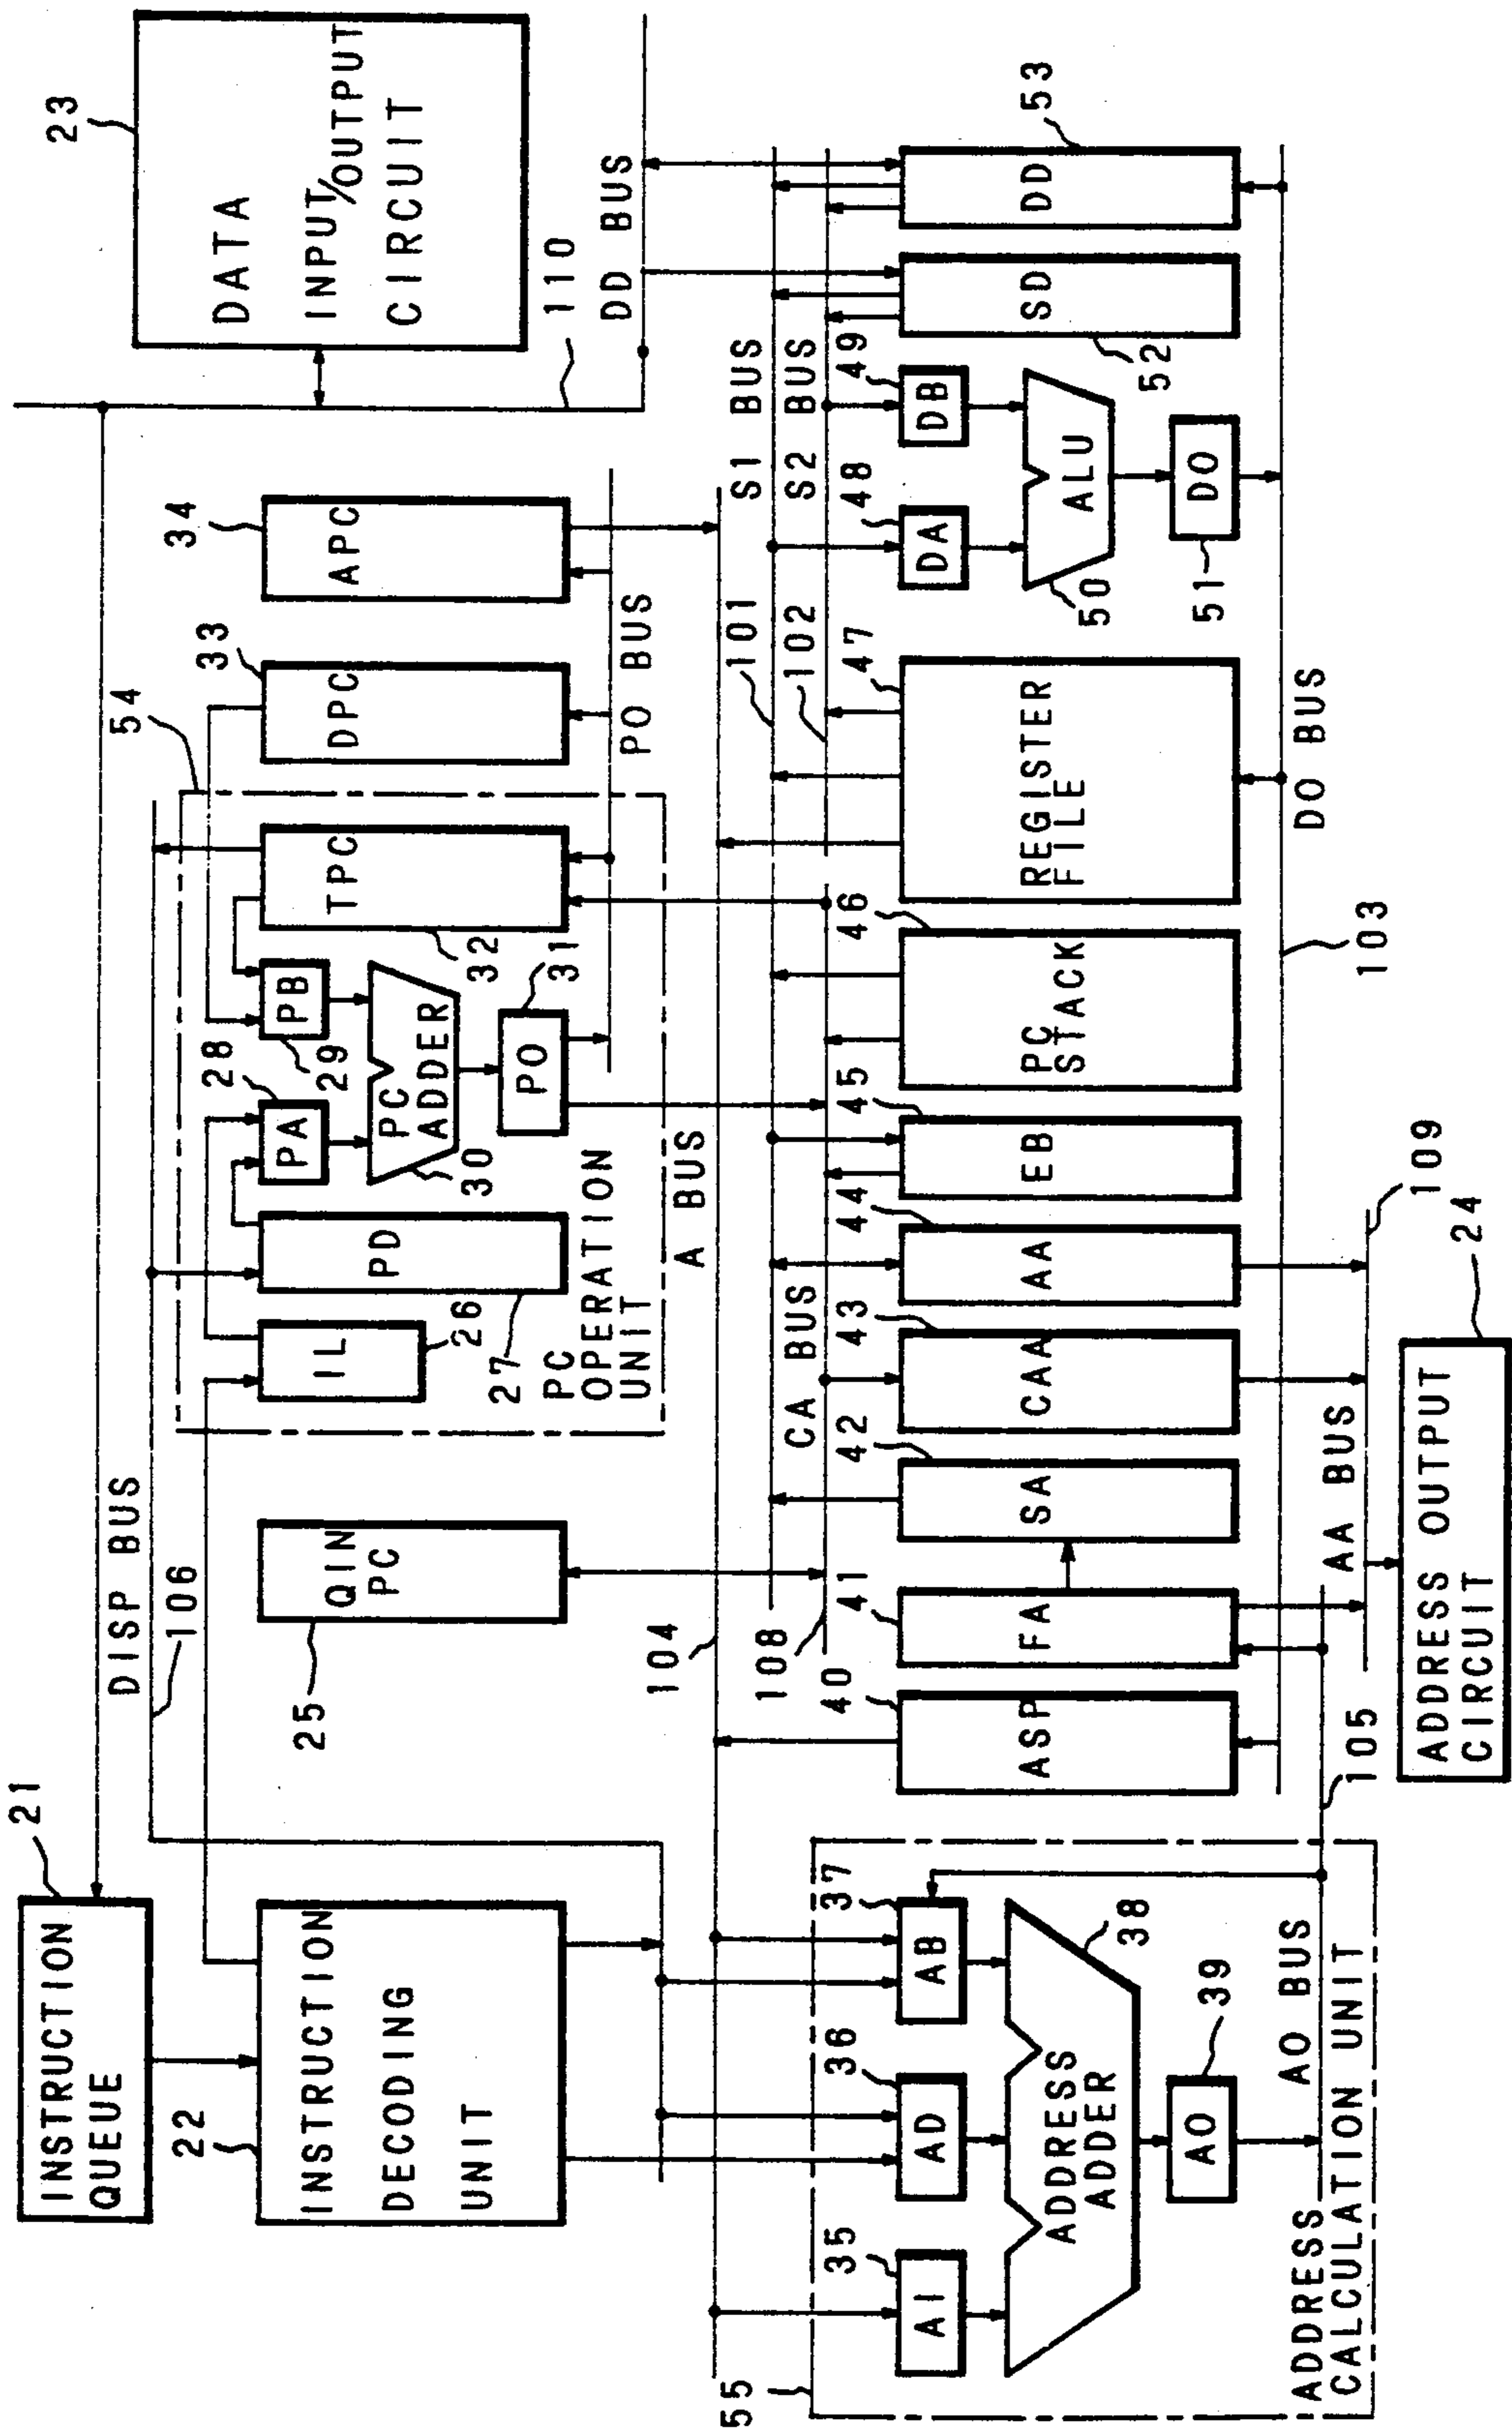 21
INSTRUCTION
QUEUE
22
INSTRUCTION
DECODING
UNIT
DISP BUS
106
25
QIN
PC
26
IL
27
PD
28
PA
29
PB
PC
ADDER
30
31
PO
32
TPC
PC
OPERATION
UNIT
54
33
DPC
34
APC
PO BUS
23
DATA
INPUT/OUTPUT
CIRCUIT
110
DD BUS
A BUS
104
108
CA BUS
101
102
S1 BUS
S2 BUS
55
35
AI
36
AD
37
AB
ADDRESS
ADDER
38
39
AO
AO BUS
ADDRESS
CALCULATION UNIT
105
40
ASP
41
FA
42
SA
43
CAA
44
AA
45
EB
46
PC
STACK
47
REGISTER
FILE
48
DA
49
DB
50
ALU
51
DO
52
SD
53
DD
DO BUS
103
AA BUS
109
24
ADDRESS OUTPUT
CIRCUIT